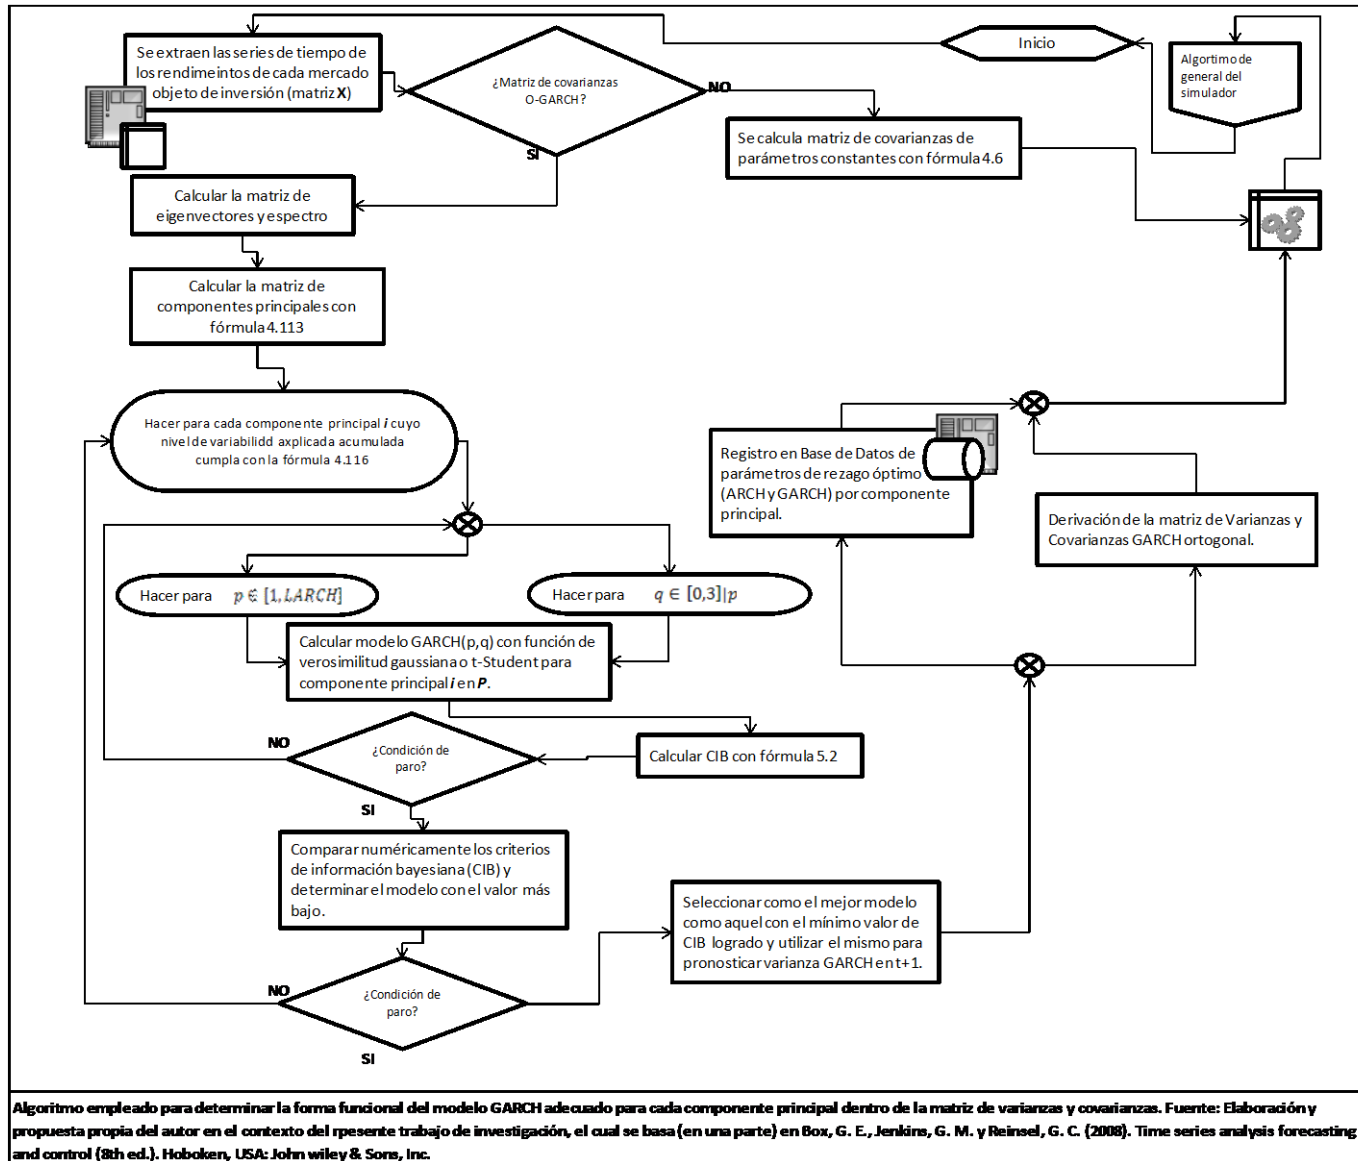 Inicio
Algortimo de
general del
simulador
Se extraen las series de tiempo de
los rendimeintos de cada mercado
objeto de inversión (matriz X)
¿Matriz de covarianzas
O-GARCH?
NO
SI
Se calcula matriz de covarianzas de
parámetros constantes con fórmula 4.6
Calcular la matriz de
eigenvectores y espectro
Calcular la matriz de
componentes principales con
fórmula 4.113
Hacer para cada componente principal i cuyo
nivel de variabilidd axplicada acumulada
cumpla con la fórmula 4.116
Hacer para p ∈ [1, LARCH]
Hacer para q ∈ [0,3]|p
Calcular modelo GARCH(p,q) con función de
verosimilitud gaussiana o t-Student para
componente principal i en P.
Calcular CIB con fórmula 5.2
¿Condición de
paro?
NO
SI
Comparar numéricamente los criterios
de información bayesiana (CIB) y
determinar el modelo con el valor más
bajo.
¿Condición de
paro?
NO
SI
Seleccionar como el mejor modelo
como aquel con el mínimo valor de
CIB logrado y utilizar el mismo para
pronosticar varianza GARCH en t+1.
Registro en Base de Datos de
parámetros de rezago óptimo
(ARCH y GARCH) por componente
principal.
Derivación de la matriz de Varianzas y
Covarianzas GARCH ortogonal.
Algoritmo empleado para determinar la forma funcional del modelo GARCH adecuado para cada componente principal dentro de la matriz de varianzas y covarianzas. Fuente: Elaboración y
propuesta propia del autor en el contexto del rpesente trabajo de investigación, el cual se basa (en una parte) en Box, G. E., Jenkins, G. M. y Reinsel, G. C. (2008). Time series analysis forecasting
and control (8th ed.). Hoboken, USA: John wiley & Sons, Inc.